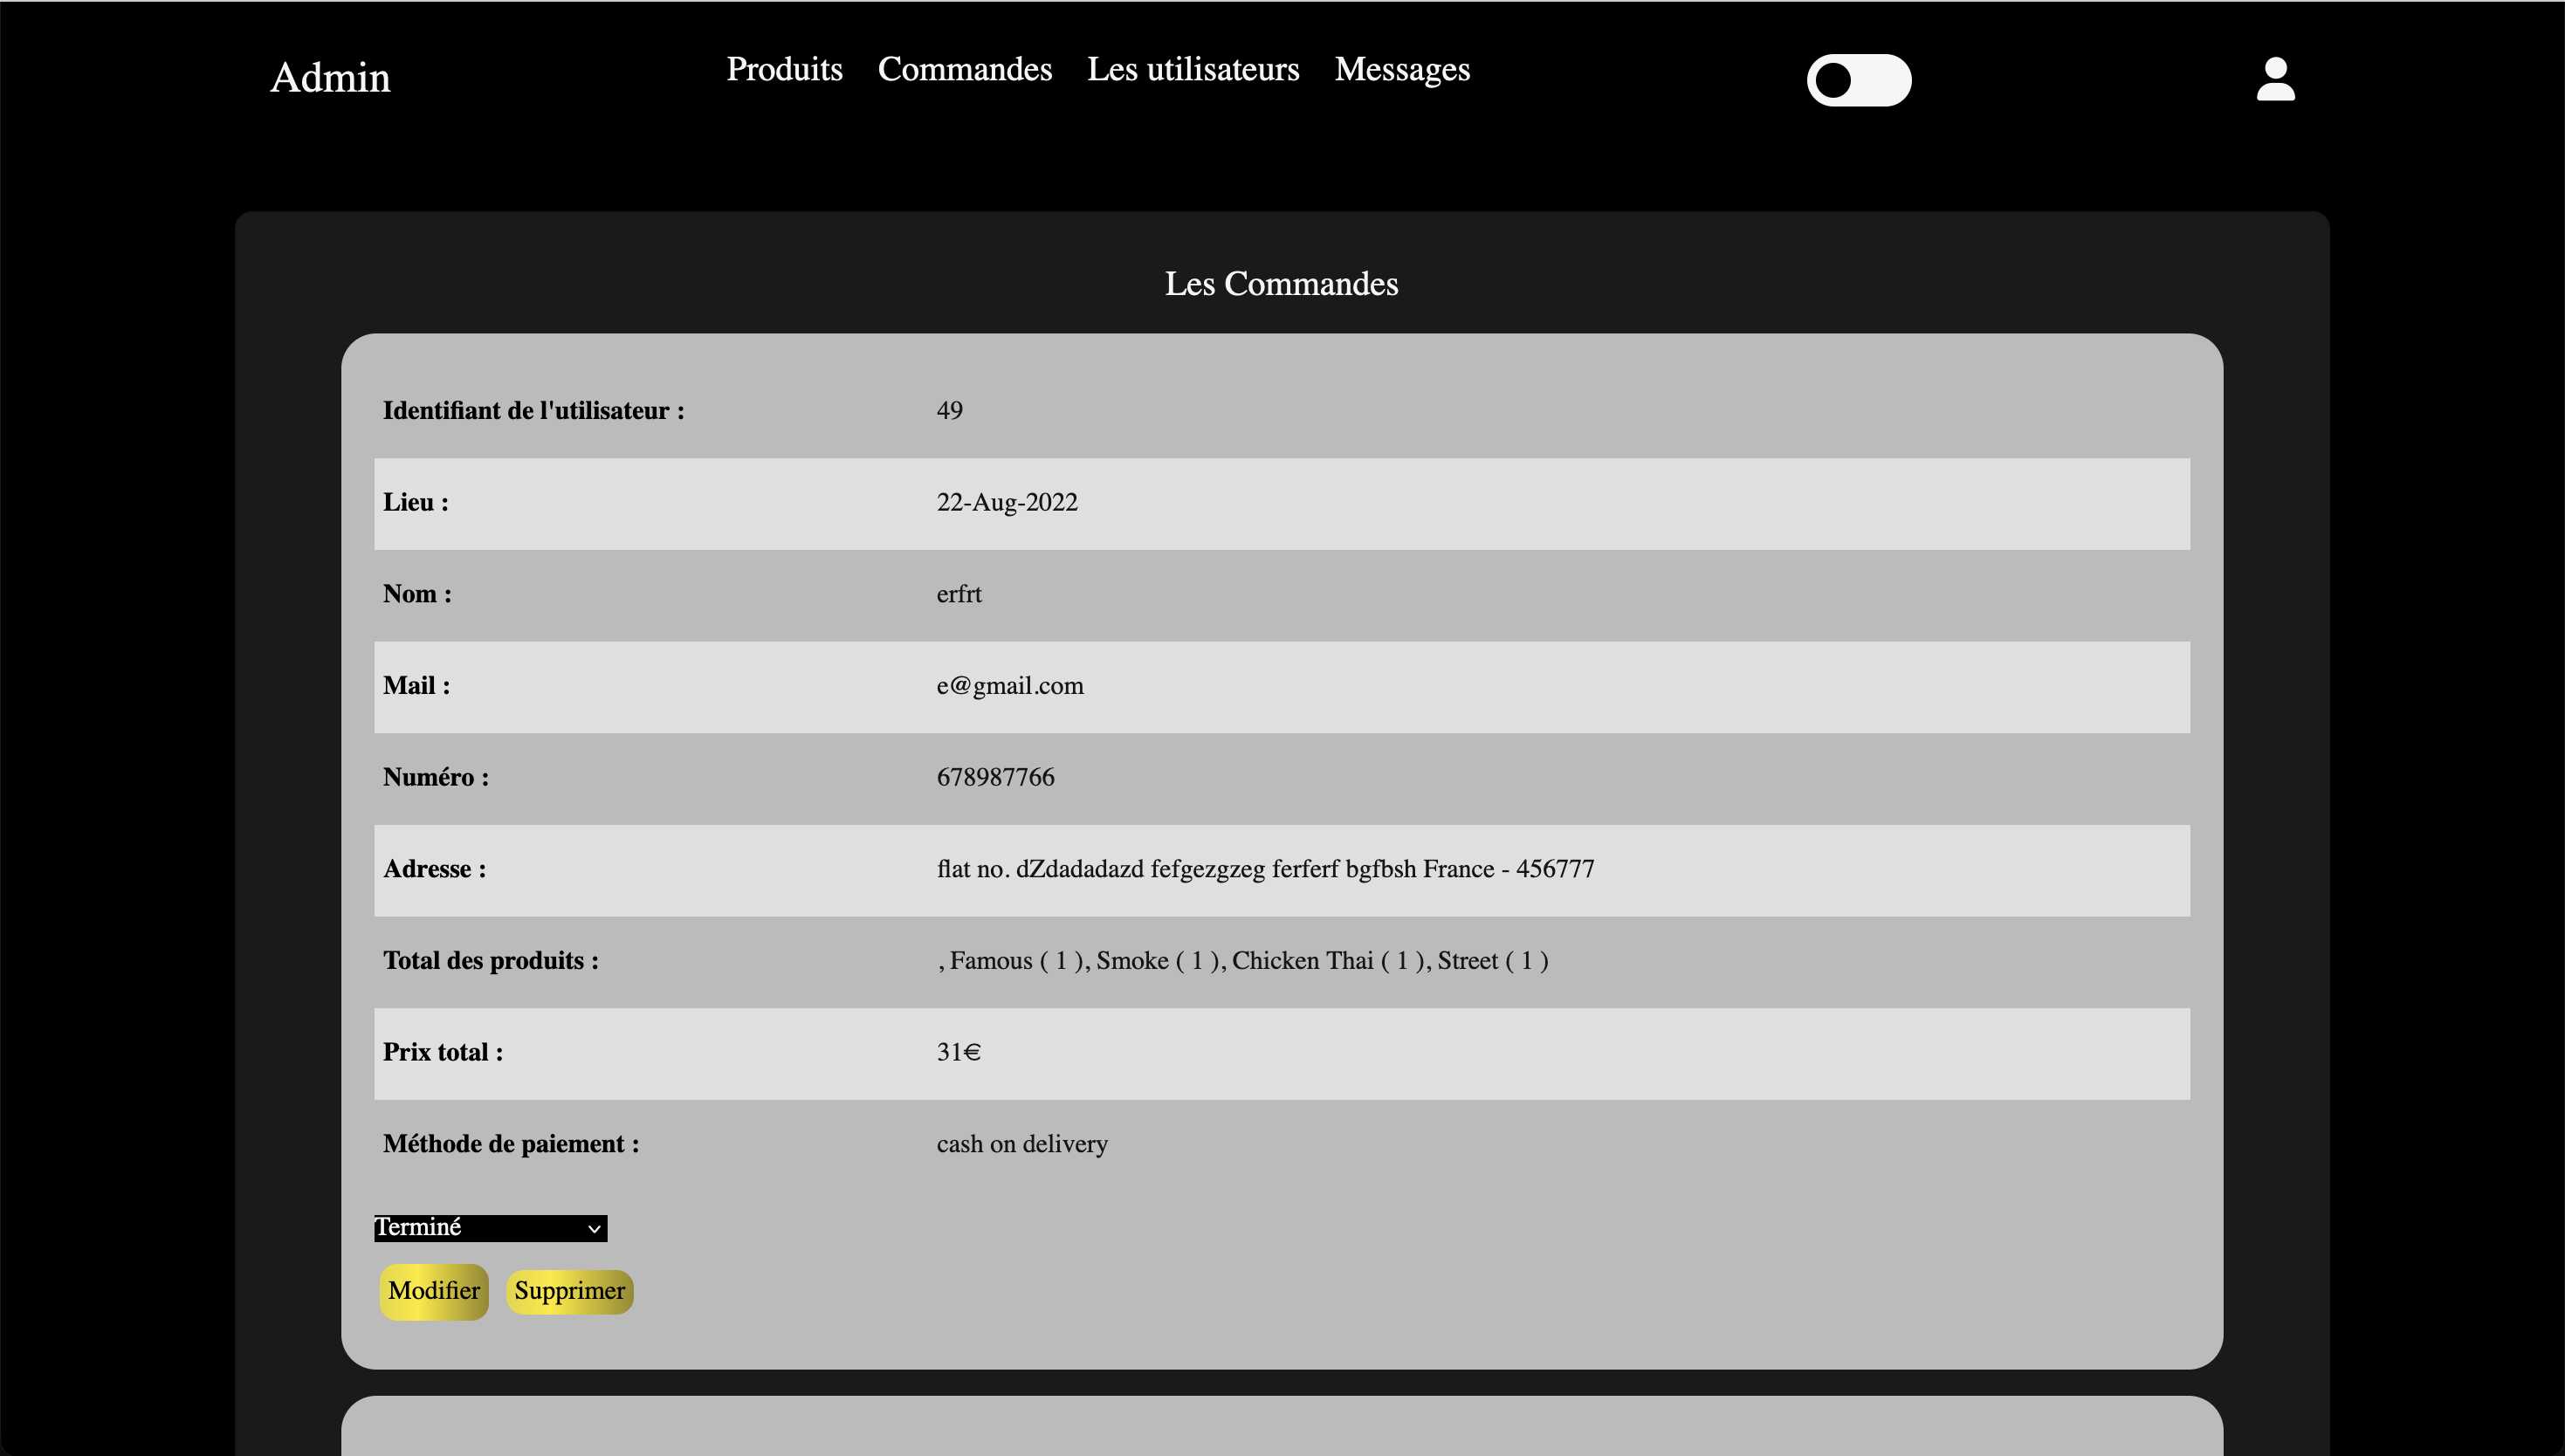 Admin
Produits Commandes Les utilisateurs Messages
Les Commandes
Identifiant de l'utilisateur : 49
Lieu : 22-Aug-2022
Nom : erfrt
Mail : e@gmail.com
Numéro : 678987766
Adresse : flat no. dZdadadazd fefgezgzeg ferferf bgfbsh France - 456777
Total des produits : , Famous ( 1 ), Smoke ( 1 ), Chicken Thai ( 1 ), Street ( 1 )
Prix total : 31€
Méthode de paiement : cash on delivery
Terminé
Modifier Supprimer